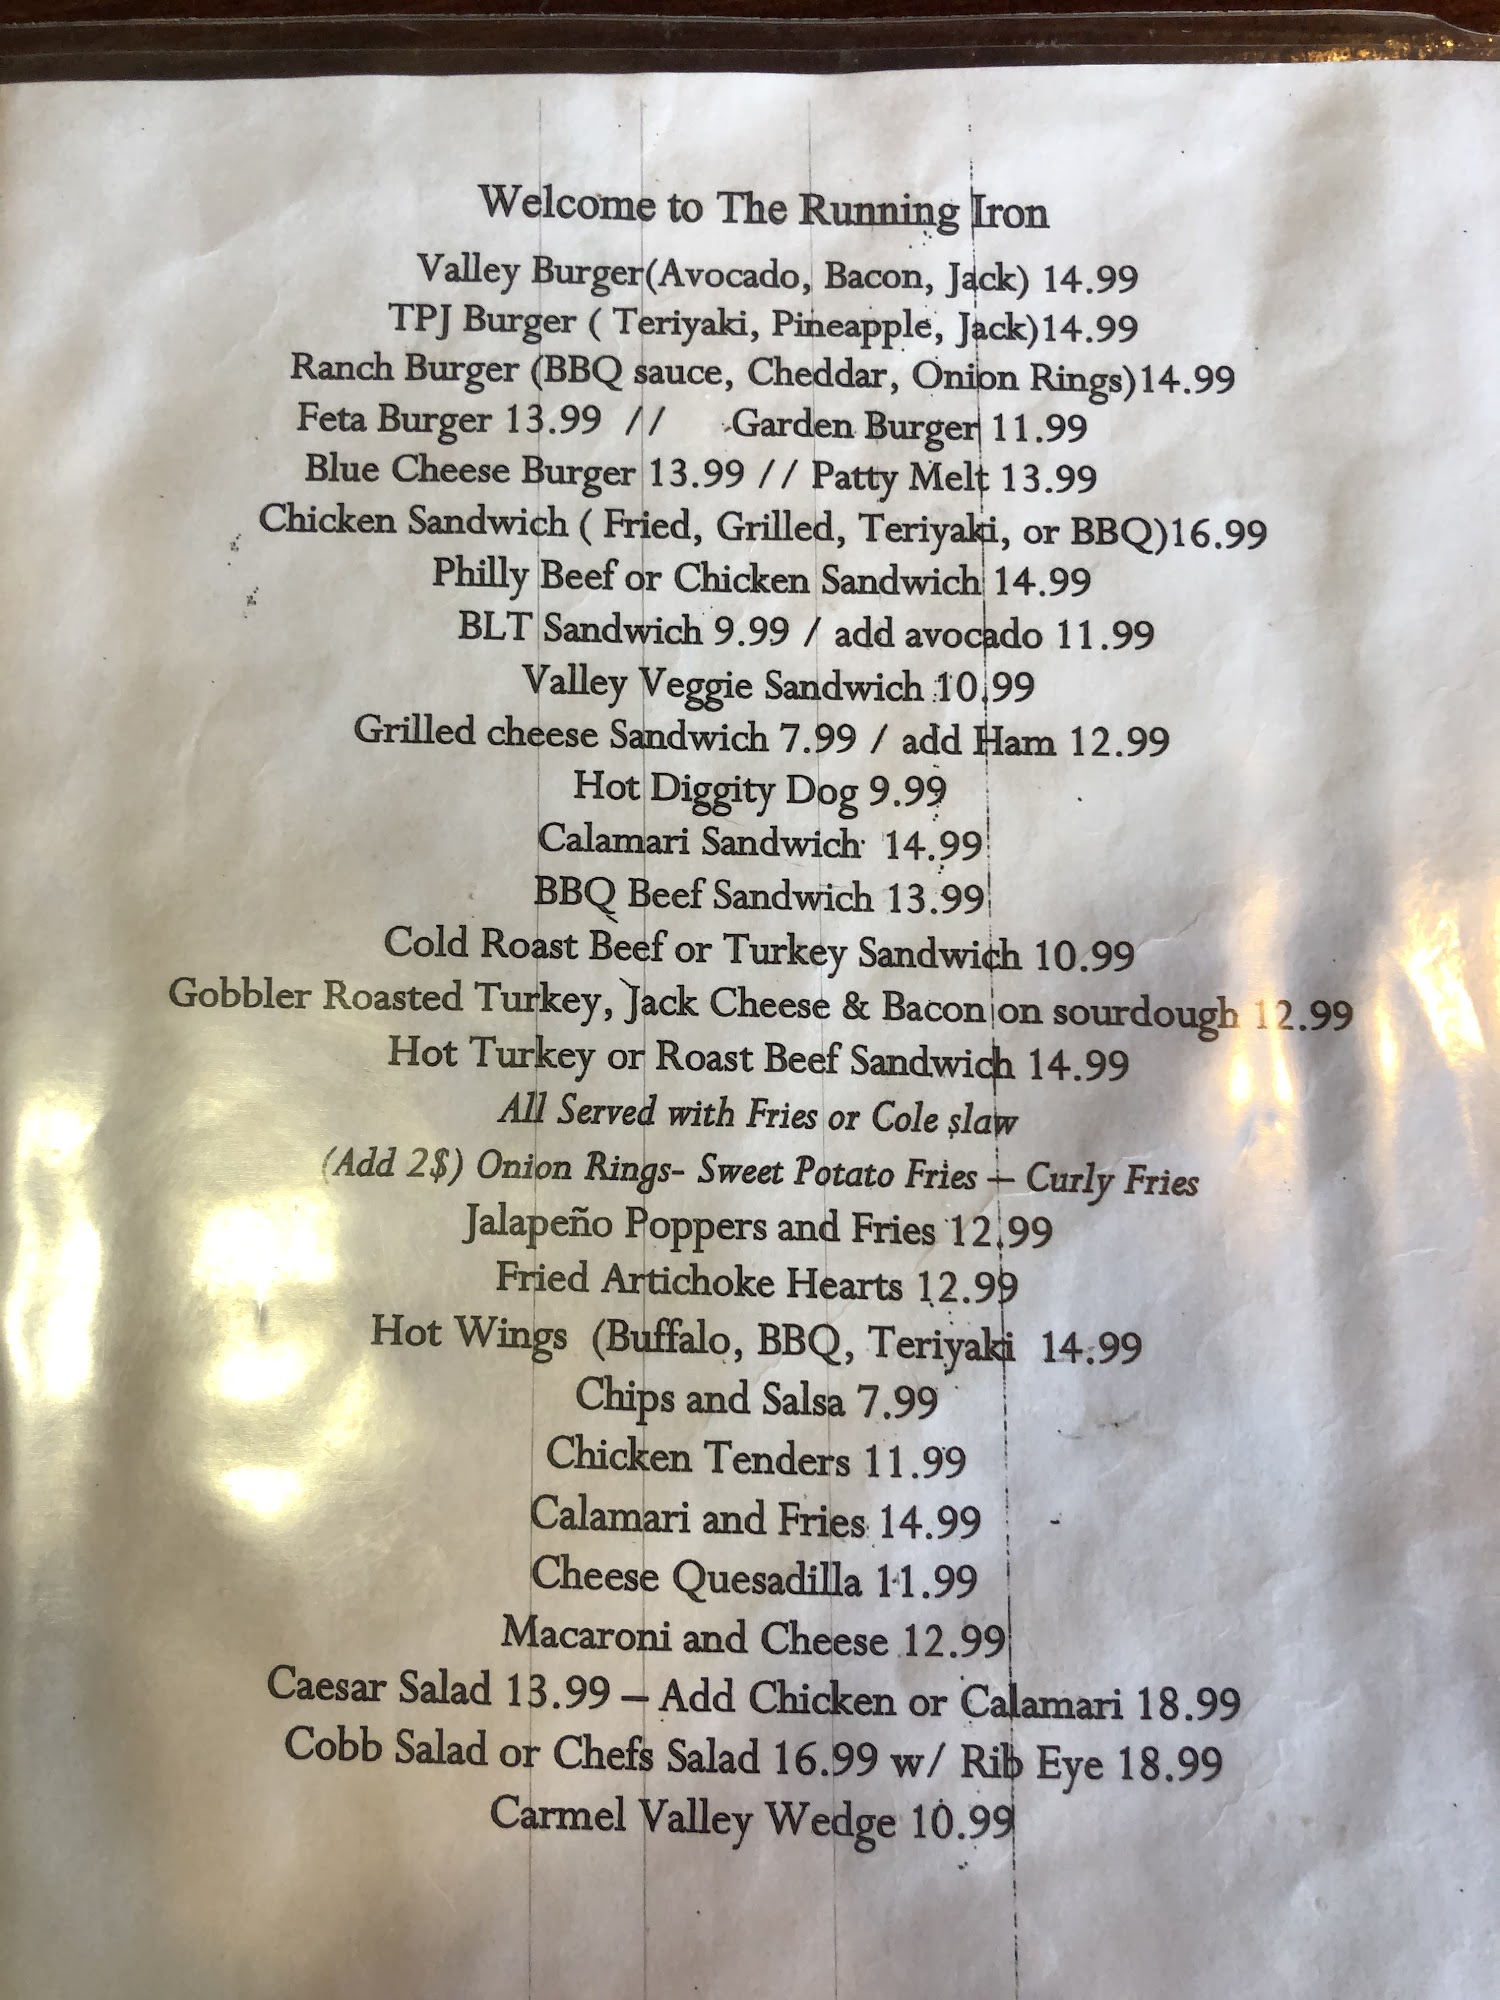 Welcome to The Running Iron
Valley Burger(Avocado, Bacon, Jack) 14.99
TPJ Burger ( Teriyaki, Pineapple, Jack)14.99
Ranch Burger (BBQ sauce, Cheddar, Onion Rings)14.99
Feta Burger 13.99 // Garden Burger 11.99
Blue Cheese Burger 13.99 // Patty Melt 13.99
Chicken Sandwich ( Fried, Grilled, Teriyaki, or BBQ)16.99
Philly Beef or Chicken Sandwich 14.99
BLT Sandwich 9.99 / add avocado 11.99
Valley Veggie Sandwich 10.99
Grilled cheese Sandwich 7.99 / add Ham 12.99
Hot Diggity Dog 9.99
Calamari Sandwich 14.99
BBQ Beef Sandwich 13.99
Cold Roast Beef or Turkey Sandwich 10.99
Gobbler Roasted Turkey, Jack Cheese & Bacon on sourdough 12.99
Hot Turkey or Roast Beef Sandwich 14.99
All Served with Fries or Cole slaw
(Add 2$) Onion Rings- Sweet Potato Fries – Curly Fries
Jalapeño Poppers and Fries 12.99
Fried Artichoke Hearts 12.99
Hot Wings (Buffalo, BBQ, Teriyaki 14.99
Chips and Salsa 7.99
Chicken Tenders 11.99
Calamari and Fries 14.99
Cheese Quesadilla 11.99
Macaroni and Cheese 12.99
Caesar Salad 13.99 – Add Chicken or Calamari 18.99
Cobb Salad or Chefs Salad 16.99 w/ Rib Eye 18.99
Carmel Valley Wedge 10.99